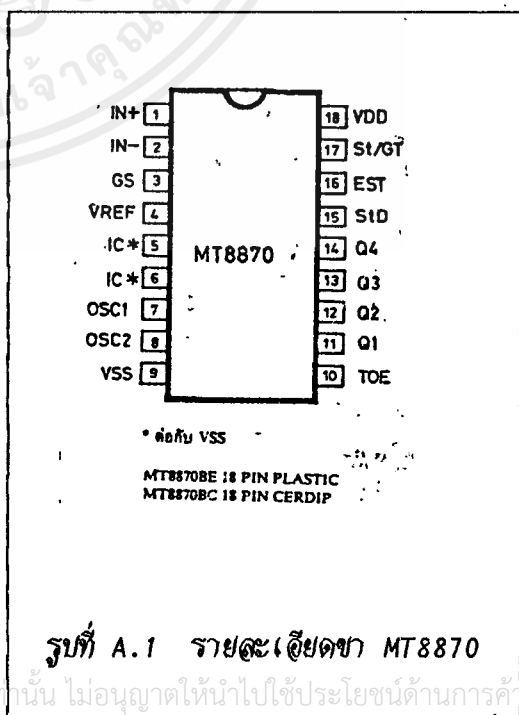 IN+ 1 18 VDD
IN- 2 17 St/GT
GS 3 16 EST
VREF 4 15 StD
IC* 5 14 Q4
MT8870
IC* 6 13 Q3
OSC1 7 12 Q2
OSC2 8 11 Q1
VSS 9 10 TOE
* ต่อกับ VSS
MT8870BE 18 PIN PLASTIC
MT8870BC 18 PIN CERDIP
รูปที่ A.1 รายละเอียดขา MT8870
ไม่อนุญาตให้นำไปใช้ประโยชน์ด้านการค้า